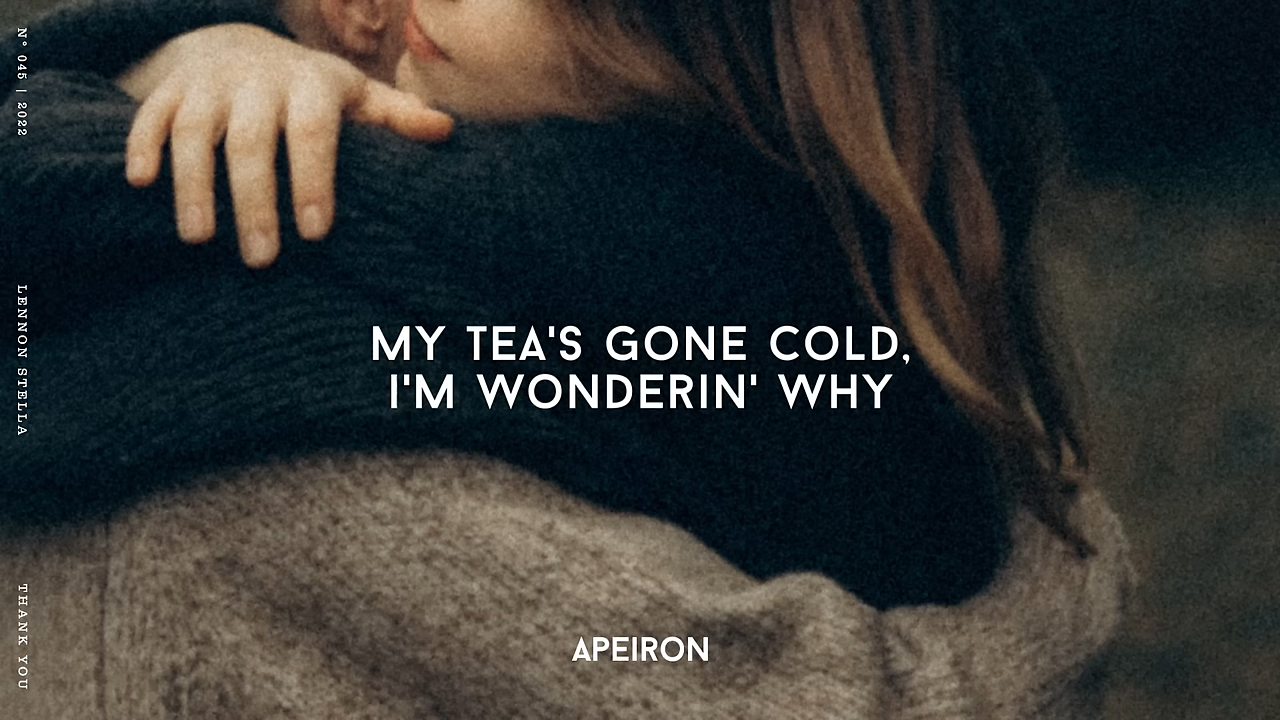 N° 045 | 2022
LENNON STELLA
THANK YOU
MY TEA'S GONE COLD,
I'M WONDERIN' WHY
APEIRON